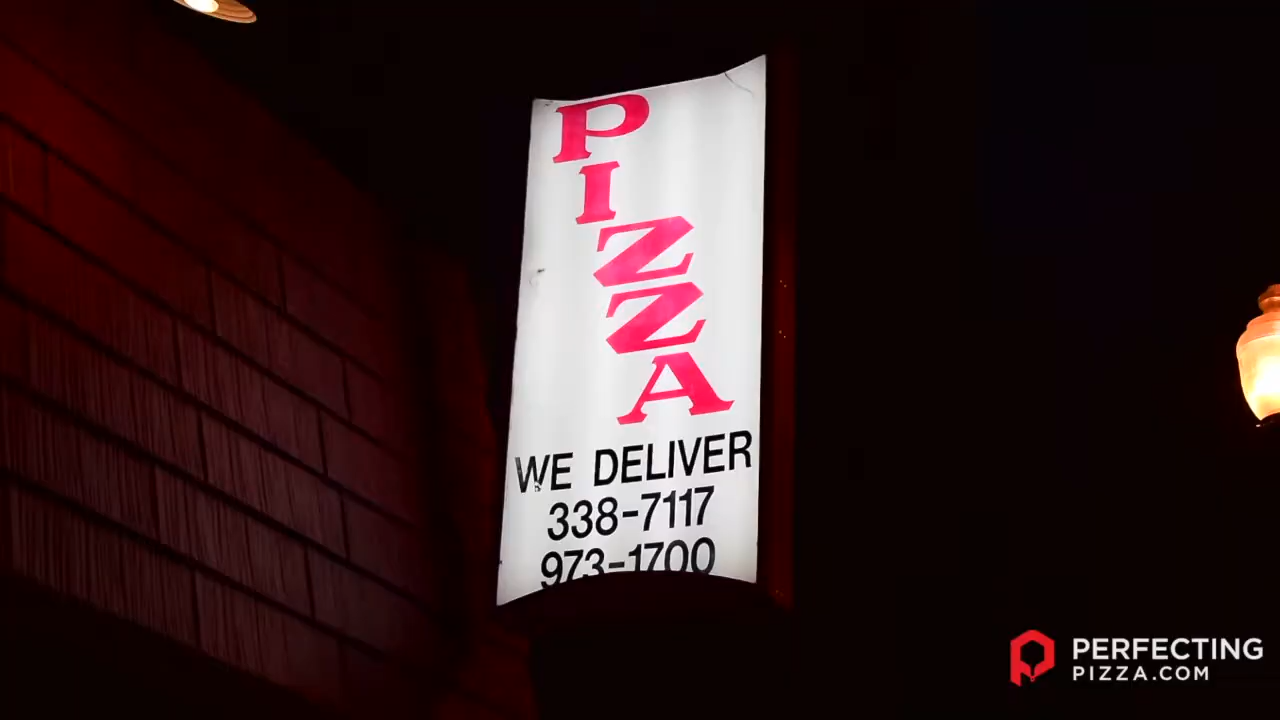 PIZZA
WE DELIVER
338-7117
973-1700
PERFECTING
PIZZA.COM